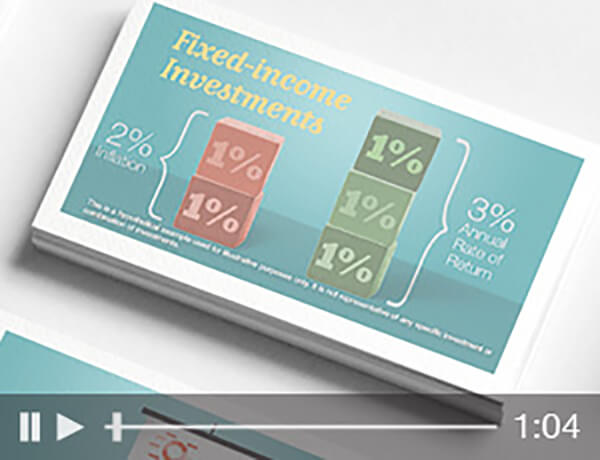 Fixed-income
Investments
2%
Inflation
1%
1%
1%
1%
1%
3%
Annual
Rate of
Return
This is a hypothetical example used for illustrative purposes only. It is not representative of any specific investment or
combination of investments.
1:04